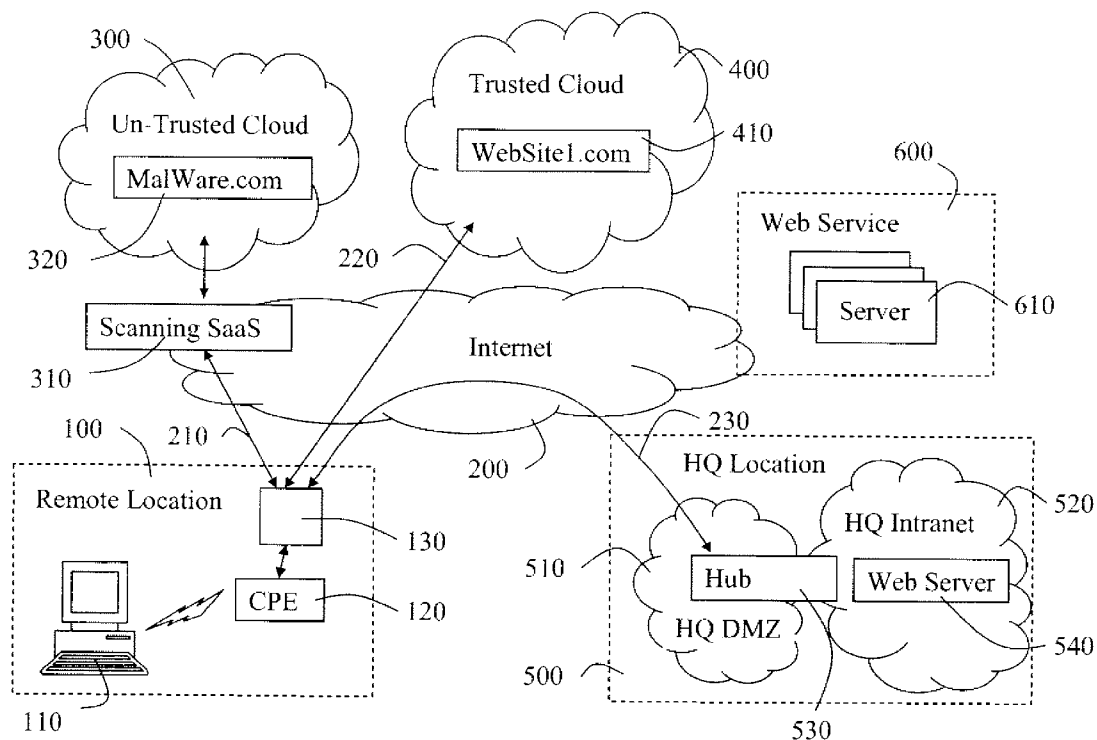 300
400
Trusted Cloud
Un-Trusted Cloud
410
WebSite1.com
MalWare.com
600
Web Service
320
220
Server
610
Scanning SaaS
Internet
310
100
210
230
200
HQ Location
Remote Location
520
HQ Intranet
130
510
Hub
Web Server
CPE
120
HQ DMZ
540
500
110
530